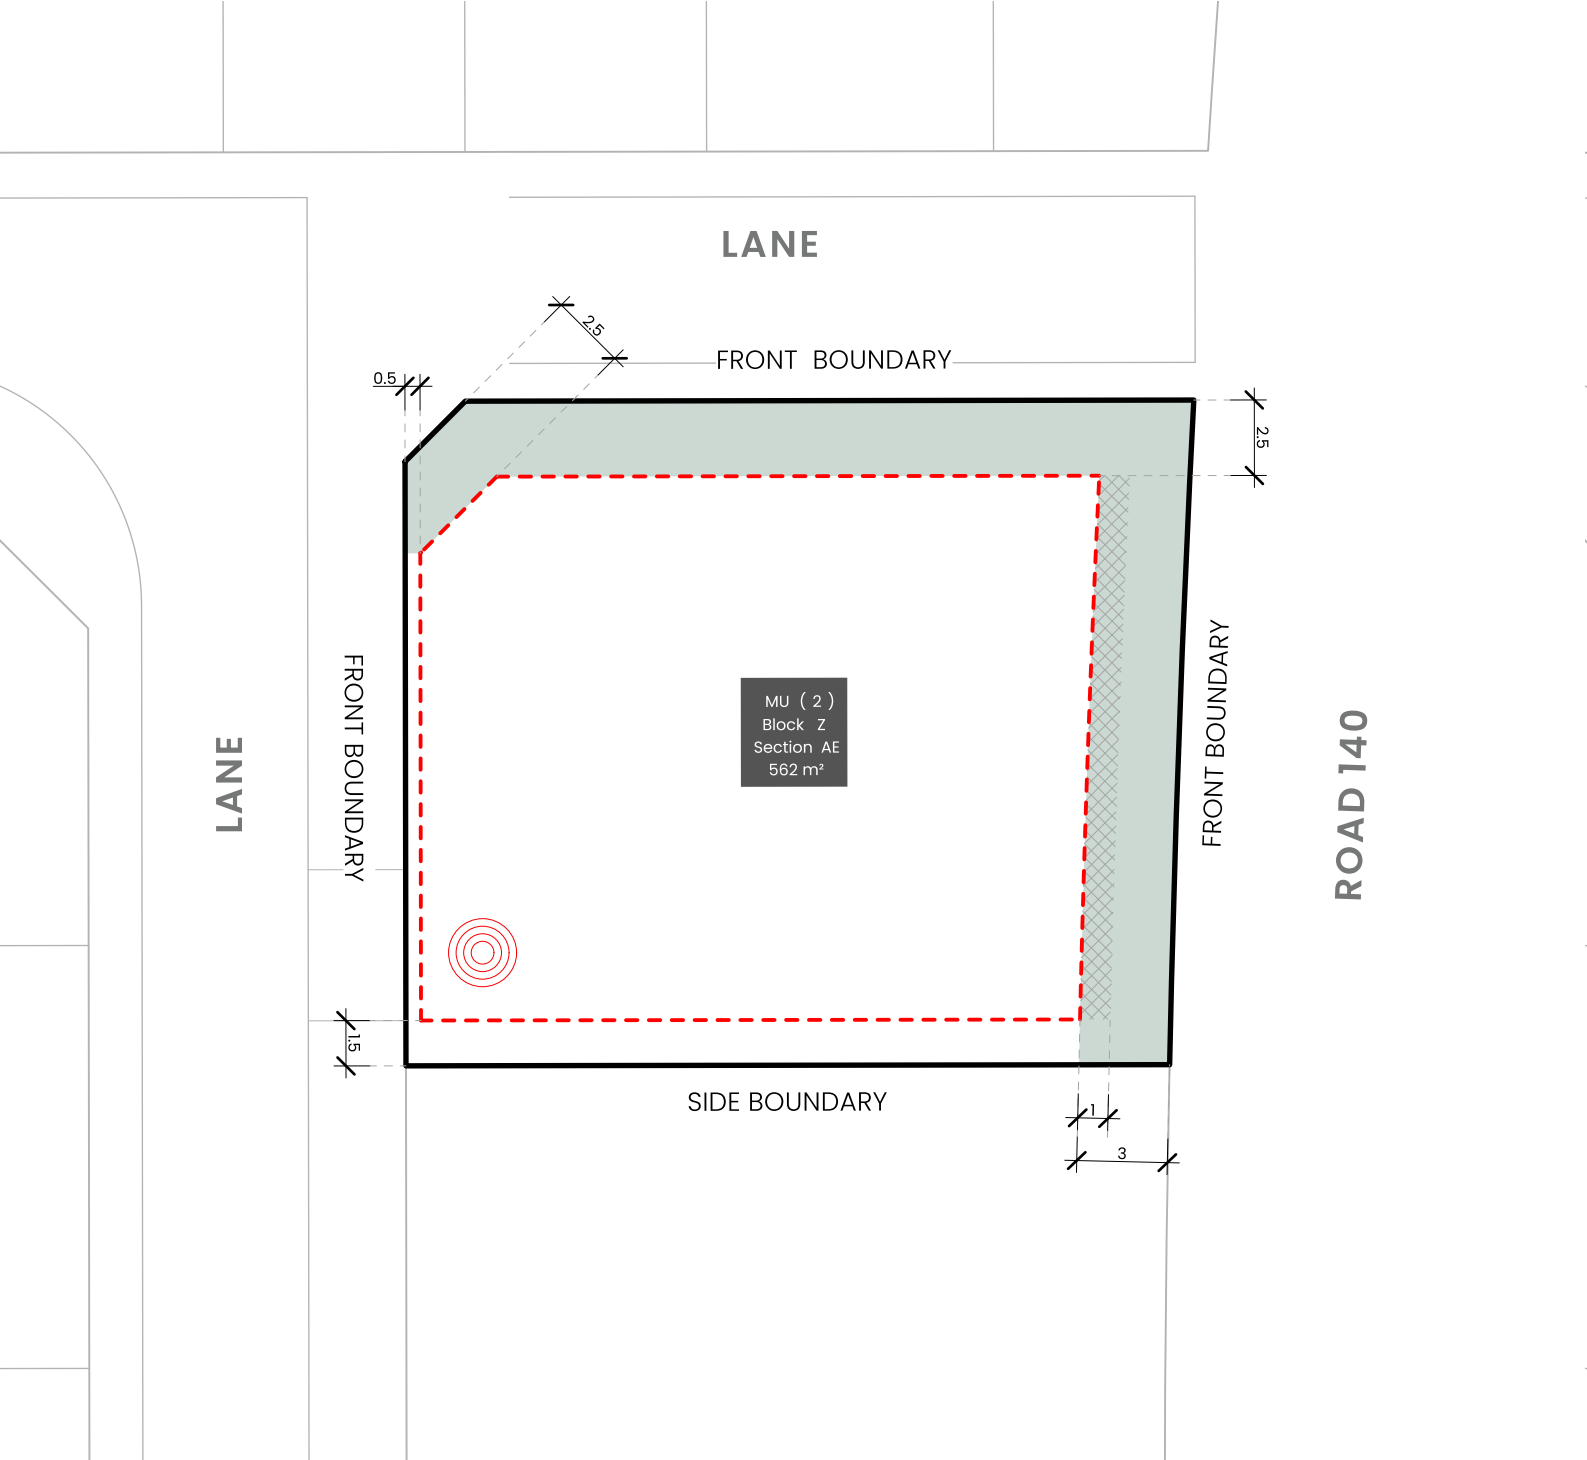 LANE
2.5
FRONT BOUNDARY
0.5
2.5
FRONT BOUNDARY
LANE
MU ( 2 )
Block Z
Section AE
562 m²
FRONT BOUNDARY
ROAD 140
1.5
SIDE BOUNDARY
1
3